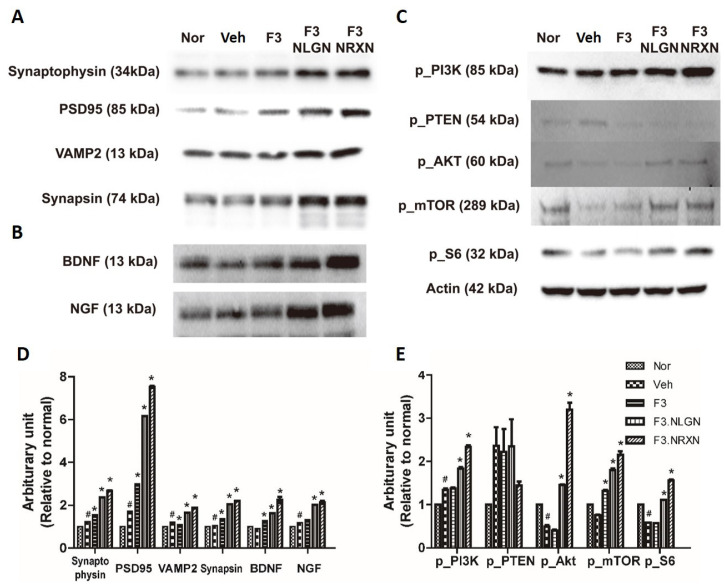 A
Nor Veh F3 F3 NLGN F3 NRXN
Synaptophysin (34kDa)
PSD95 (85 kDa)
VAMP2 (13 kDa)
Synapsin (74 kDa)
B
BDNF (13 kDa)
NGF (13 kDa)
C
Nor Veh F3 F3 NLGN F3 NRXN
p_PI3K (85 kDa)
p_PTEN (54 kDa)
p_AKT (60 kDa)
p_mTOR (289 kDa)
p_S6 (32 kDa)
Actin (42 kDa)
D
Arbiturary unit
(Relative to normal)
8
6
4
2
0
# * * *
# * * *
# * * *
# * * *
* * *
# * *
Synapto physin PSD95 VAMP2 Synapsin BDNF NGF
E
Arbiturary unit
(Relative to normal)
4
3
2
1
0
# * *
# * *
* * *
# * *
p_PI3K p_PTEN p_Akt p_mTOR p_S6
Nor
Veh
F3
F3.NLGN
F3.NRXN